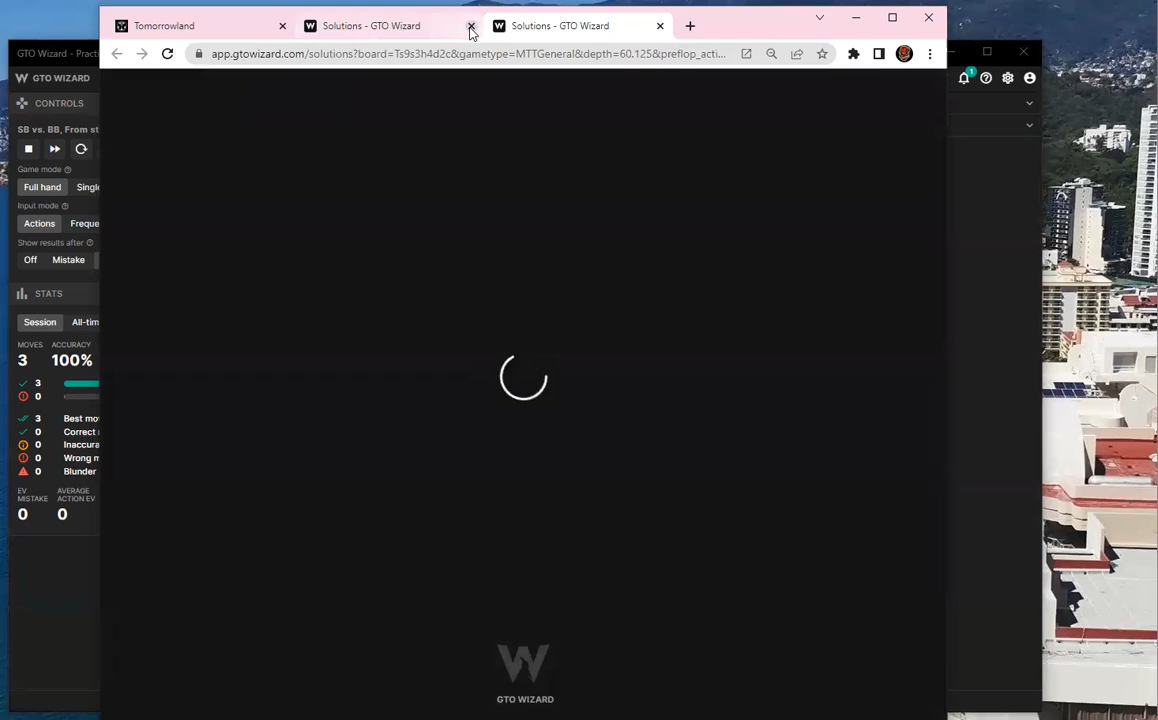 Tomorrowland
Solutions - GTO Wizard
Solutions - GTO Wizard
app.gtowizard.com/solutions?board=Ts9s3h4d2c&gametype=MTTGeneral&depth=60.125&preflop_acti...
GTO Wizard - Practi
GTO WIZARD
1
CONTROLS
SB vs. BB, From st
Game mode
Full hand Single
Input mode
Actions Freque
Show results after
Off Mistake
STATS
Session All-tim
MOVES ACCURACY
3 100%
3
0
3 Best mo
0 Correct
0 Inaccura
0 Wrong m
0 Blunder
EV MISTAKE AVERAGE ACTION EV
0 0
GTO WIZARD